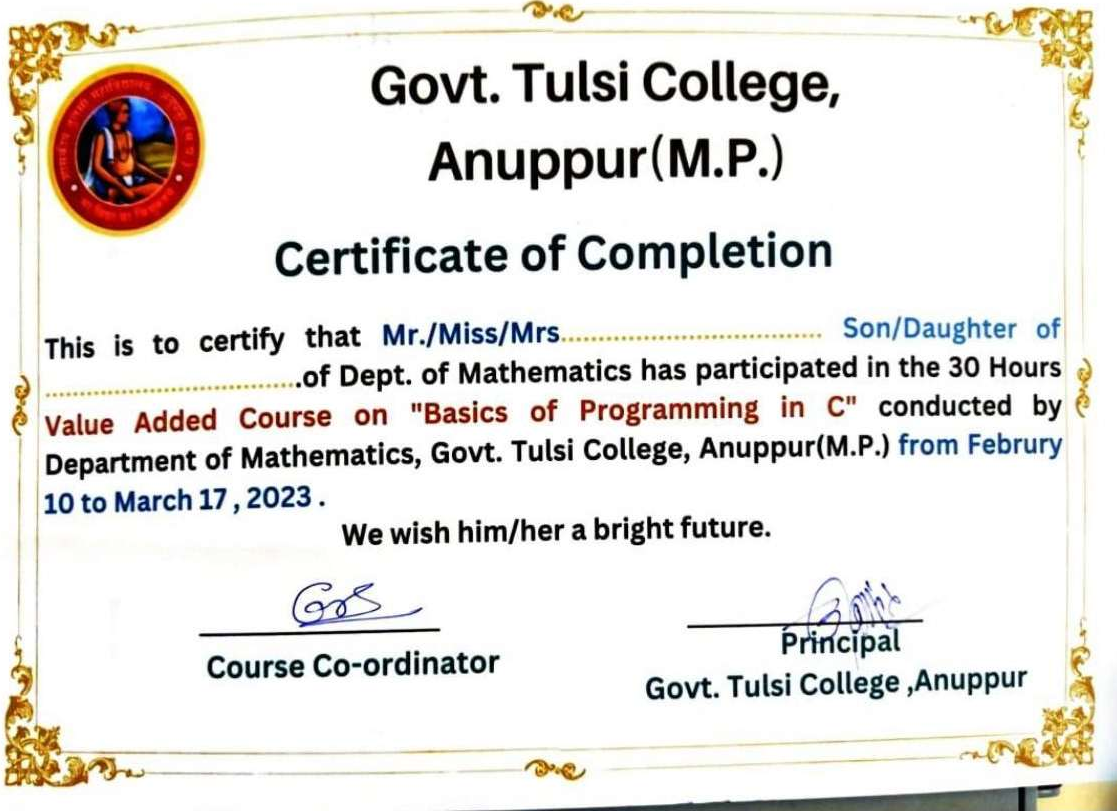 Govt. Tulsi College,
Anuppur(M.P.)
Certificate of Completion
This is to certify that Mr./Miss/Mrs................................... Son/Daughter of
...................................of Dept. of Mathematics has participated in the 30 Hours
Value Added Course on "Basics of Programming in C" conducted by
Department of Mathematics, Govt. Tulsi College, Anuppur(M.P.) from Februry
10 to March 17 , 2023 .
We wish him/her a bright future.
Course Co-ordinator
Principal
Govt. Tulsi College ,Anuppur